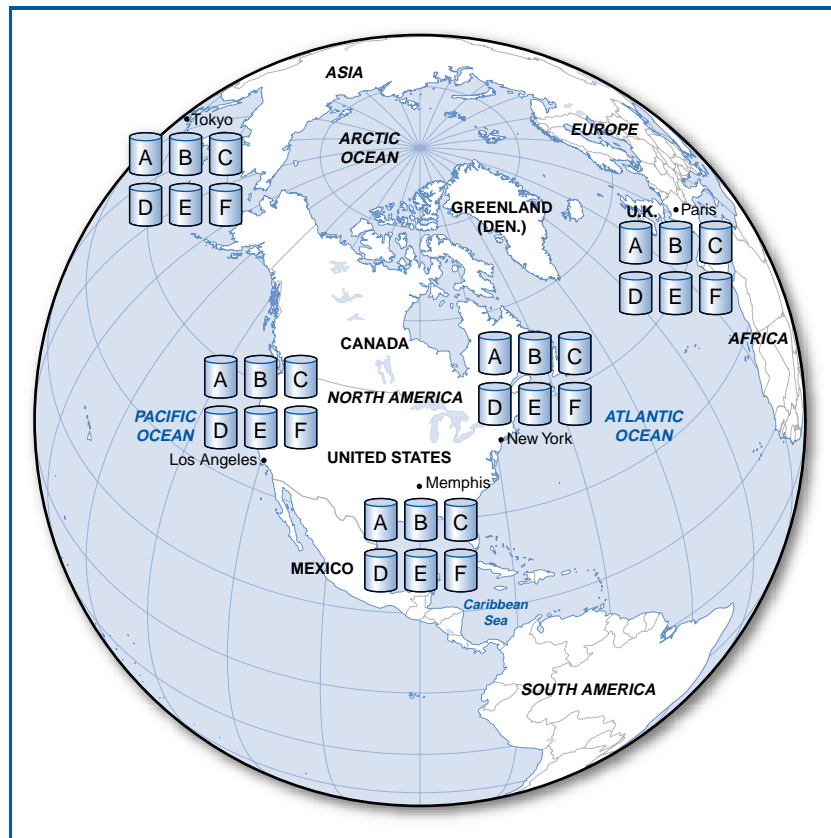 ASIA
Tokyo
EUROPE
ARCTIC
OCEAN
A B C
D E F
GREENLAND
(DEN.)
U.K.
Paris
A B C
D E F
AFRICA
CANADA
A B C
D E F
NORTH AMERICA
A B C
D E F
PACIFIC
OCEAN
ATLANTIC
OCEAN
New York
Los Angeles
UNITED STATES
Memphis
A B C
D E F
MEXICO
Caribbean
Sea
SOUTH AMERICA